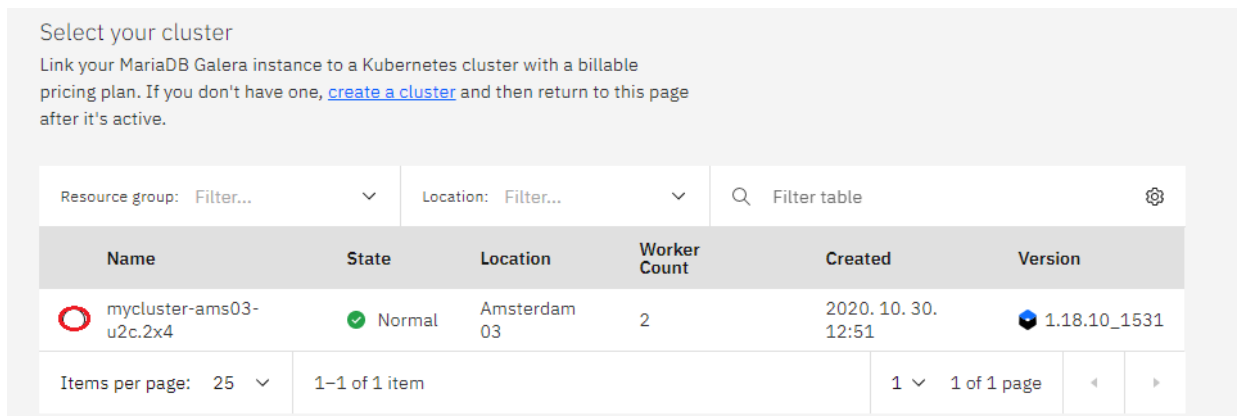 Select your cluster
Link your MariaDB Galera instance to a Kubernetes cluster with a billable
pricing plan. If you don't have one, create a cluster and then return to this page
after it's active.
Resource group: Filter... Location: Filter... Filter table
Name State Location Worker Count Created Version
mycluster-ams03- Normal Amsterdam 2 2020. 10. 30. 1.18.10_1531
u2c.2x4 03 12:51
Items per page: 25 1–1 of 1 item 1 1 of 1 page